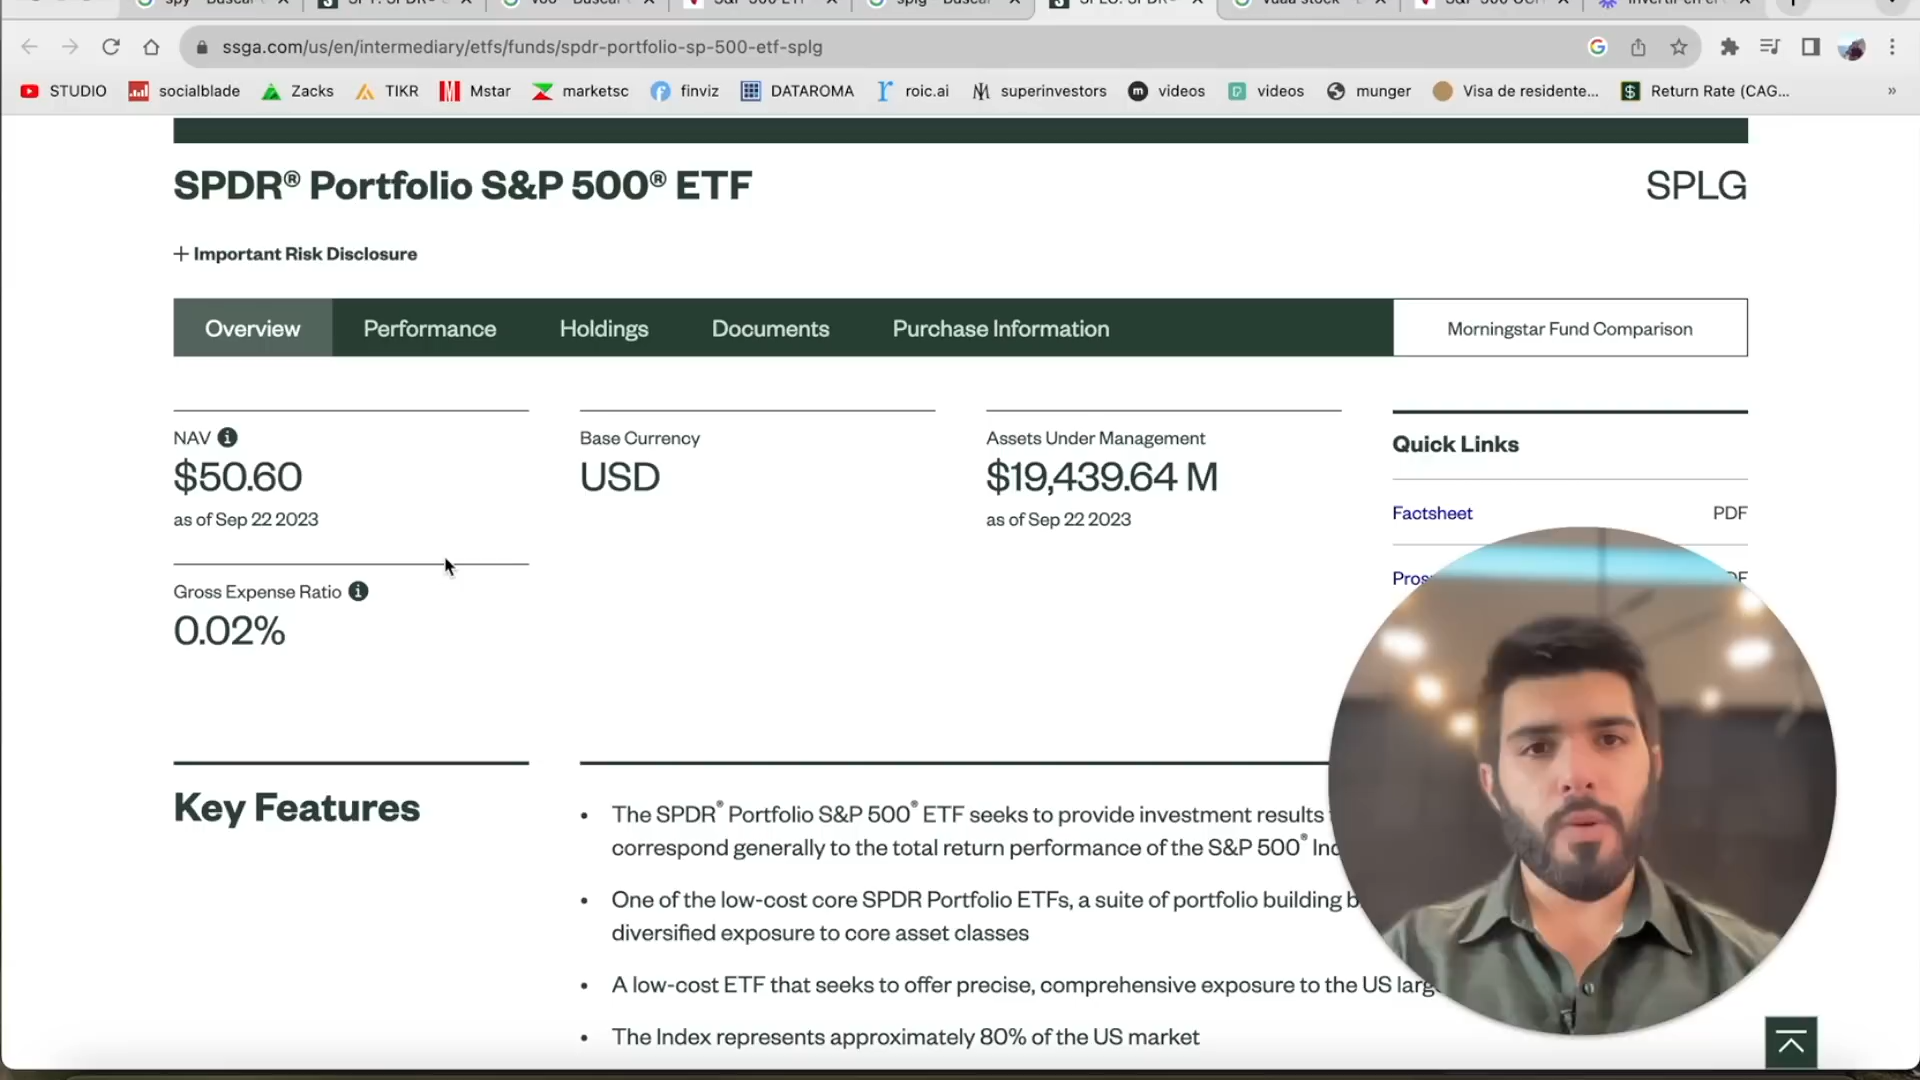 ssga.com/us/en/intermediary/etfs/funds/spdr-portfolio-sp-500-etf-splg
STUDIO socialblade Zacks TIKR Mstar marketsc finviz DATAROMA roic.ai superinvestors videos videos munger Visa de residente... Return Rate (CAG... »
SPDR® Portfolio S&P 500® ETF SPLG
+ Important Risk Disclosure
Overview Performance Holdings Documents Purchase Information Morningstar Fund Comparison
NAV Base Currency Assets Under Management Quick Links
$50.60 USD $19,439.64 M
as of Sep 22 2023 as of Sep 22 2023
Factsheet PDF
Gross Expense Ratio
0.02%
Key Features
• The SPDR® Portfolio S&P 500® ETF seeks to provide investment results
correspond generally to the total return performance of the S&P 500®
• One of the low-cost core SPDR Portfolio ETFs, a suite of portfolio building
diversified exposure to core asset classes
• A low-cost ETF that seeks to offer precise, comprehensive exposure to the US
• The Index represents approximately 80% of the US market